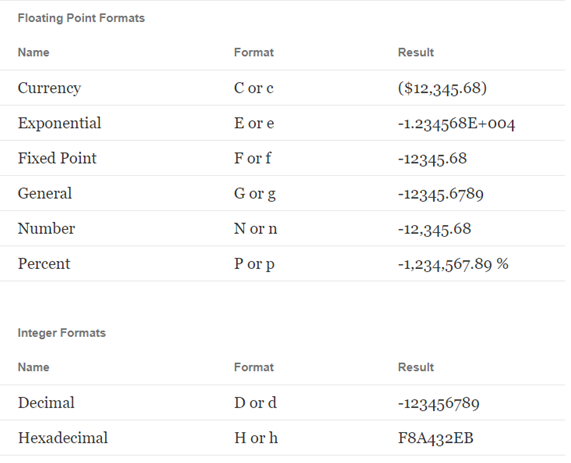 Floating Point Formats
Name Format Result
Currency C or c ($12,345.68)
Exponential E or e -1.234568E+004
Fixed Point F or f -12345.68
General G or g -12345.6789
Number N or n -12,345.68
Percent P or p -1,234,567.89 %
Integer Formats
Name Format Result
Decimal D or d -123456789
Hexadecimal H or h F8A432EB